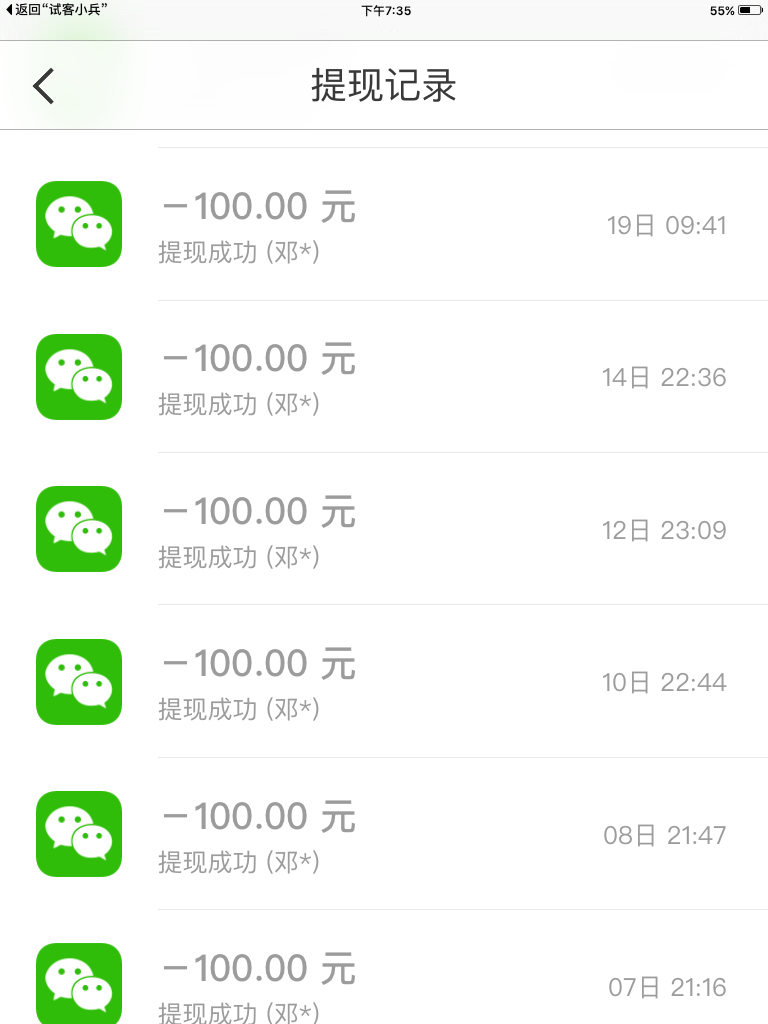 返回“试客小兵”
下午7:35
55%
提现记录
－100.00 元
提现成功 (邓*)
19日 09:41
－100.00 元
提现成功 (邓*)
14日 22:36
－100.00 元
提现成功 (邓*)
12日 23:09
－100.00 元
提现成功 (邓*)
10日 22:44
－100.00 元
提现成功 (邓*)
08日 21:47
－100.00 元
提现成功 (邓*)
07日 21:16